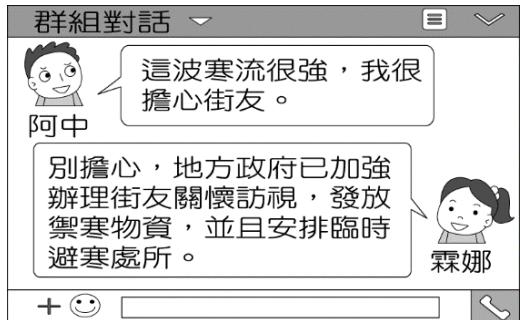 群組對話
這波寒流很強，我很
擔心街友。
阿中
別擔心，地方政府已加強
辦理街友關懷訪視，發放
禦寒物資，並且安排臨時
避寒處所。
霖娜